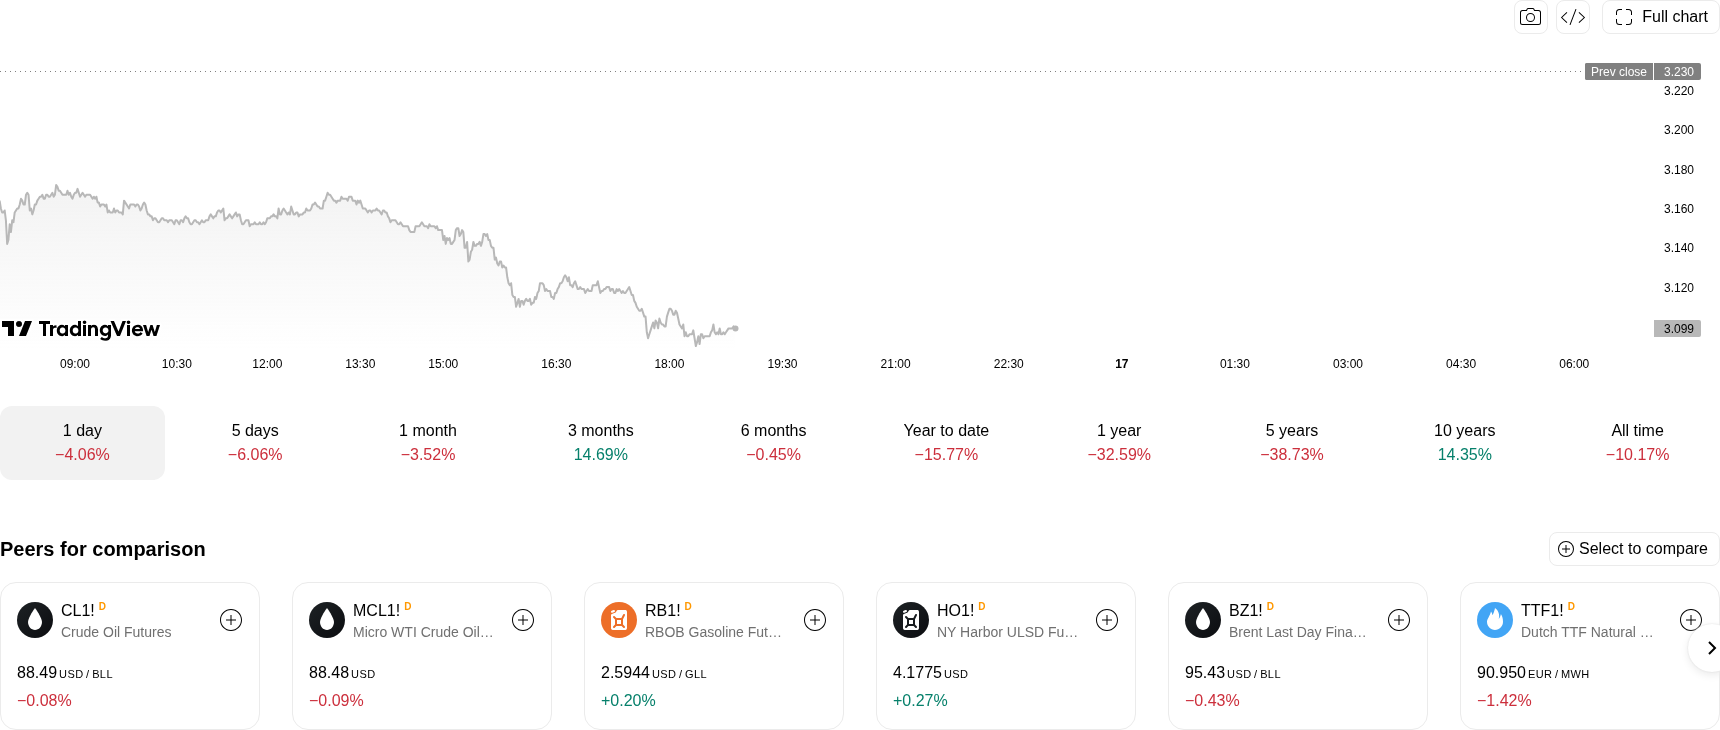 Full chart
Prev close 3.230
3.220
3.200
3.180
3.160
3.140
3.120
3.099
TradingView
09:00 10:30 12:00 13:30 15:00 16:30 18:00 19:30 21:00 22:30 17 01:30 03:00 04:30 06:00
1 day 5 days 1 month 3 months 6 months Year to date 1 year 5 years 10 years All time
−4.06% −6.06% −3.52% 14.69% −0.45% −15.77% −32.59% −38.73% 14.35% −10.17%
Peers for comparison
Select to compare
CL1! D
Crude Oil Futures
88.49 USD / BLL
−0.08%
MCL1! D
Micro WTI Crude Oil…
88.48 USD
−0.09%
RB1! D
RBOB Gasoline Fut…
2.5944 USD / GLL
+0.20%
HO1! D
NY Harbor ULSD Fu…
4.1775 USD
+0.27%
BZ1! D
Brent Last Day Fina…
95.43 USD / BLL
−0.43%
TTF1! D
Dutch TTF Natural …
90.950 EUR / MWH
−1.42%